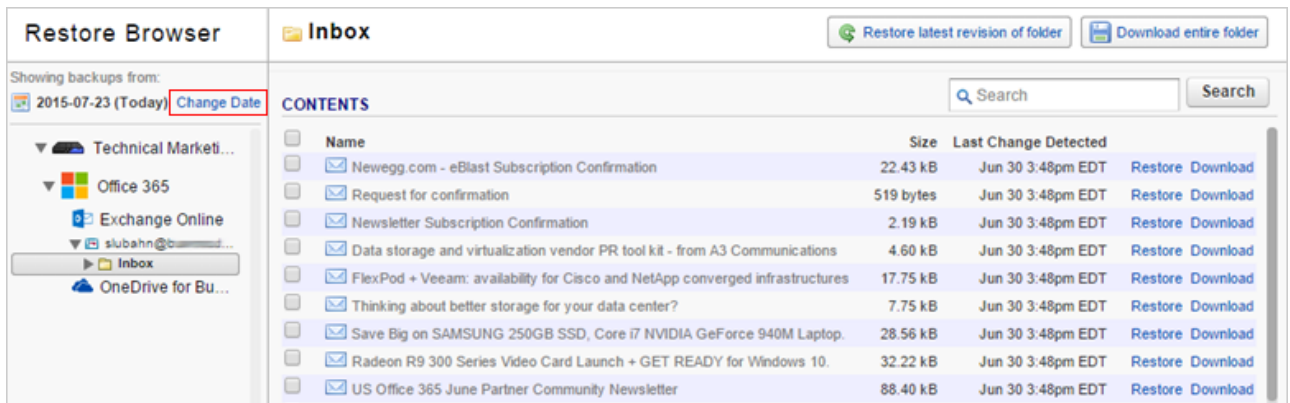 Restore Browser
Inbox
Restore latest revision of folder
Download entire folder
Showing backups from:
2015-07-23 (Today) Change Date
Technical Marketi...
Office 365
Exchange Online
slubahn@
Inbox
OneDrive for Bu...
CONTENTS
Search
Search
Name Size Last Change Detected
Newegg.com - eBlast Subscription Confirmation 22.43 kB Jun 30 3:48pm EDT Restore Download
Request for confirmation 519 bytes Jun 30 3:48pm EDT Restore Download
Newsletter Subscription Confirmation 2.19 kB Jun 30 3:48pm EDT Restore Download
Data storage and virtualization vendor PR tool kit - from A3 Communications 4.60 kB Jun 30 3:48pm EDT Restore Download
FlexPod + Veeam: availability for Cisco and NetApp converged infrastructures 17.75 kB Jun 30 3:48pm EDT Restore Download
Thinking about better storage for your data center? 7.75 kB Jun 30 3:48pm EDT Restore Download
Save Big on SAMSUNG 250GB SSD, Core i7 NVIDIA GeForce 940M Laptop. 28.56 kB Jun 30 3:48pm EDT Restore Download
Radeon R9 300 Series Video Card Launch + GET READY for Windows 10. 32.22 kB Jun 30 3:48pm EDT Restore Download
US Office 365 June Partner Community Newsletter 88.40 kB Jun 30 3:48pm EDT Restore Download